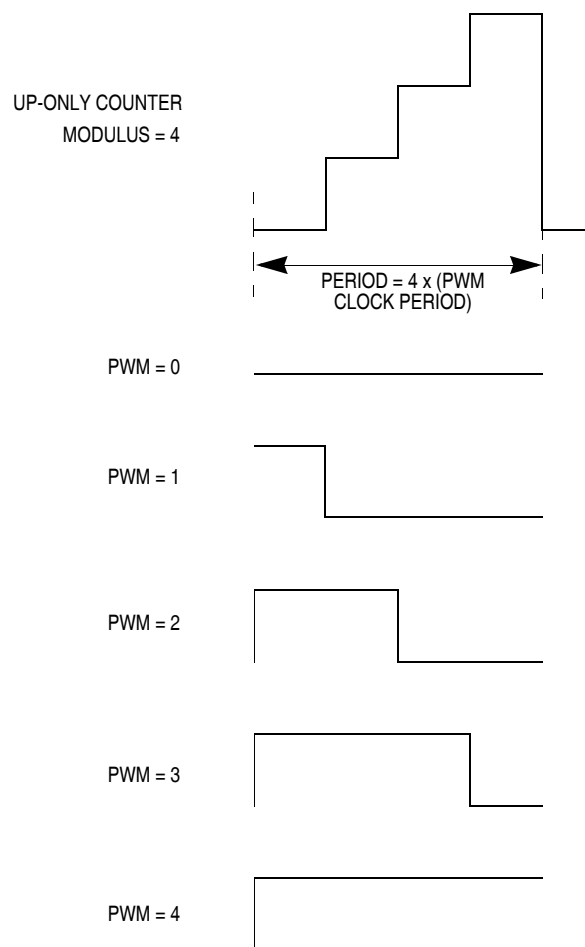 UP-ONLY COUNTER
MODULUS = 4
PERIOD = 4 x (PWM
CLOCK PERIOD)
PWM = 0
PWM = 1
PWM = 2
PWM = 3
PWM = 4